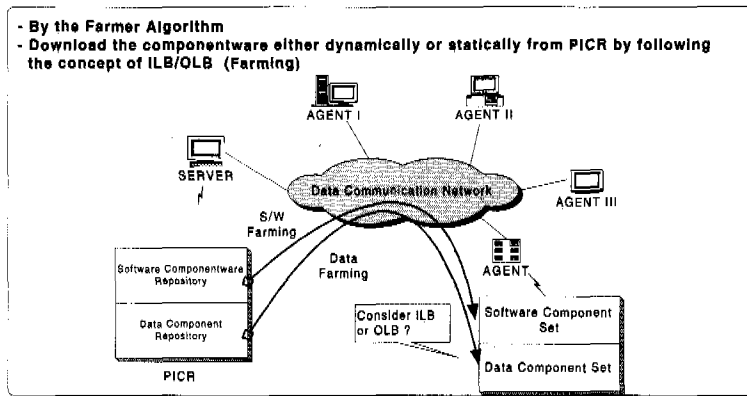 - By the Farmer Algorithm
- Download the componentware either dynamically or statically from PICR by following
the concept of ILB/OLB (Farming)
AGENT I
AGENT II
SERVER
Data Communication Network
AGENT III
S/W
Farming
Data
Farming
AGENT
Software Componentware
Repository
Data Component
Repository
PICR
Consider ILB
or OLB ?
Software Component
Set
Data Component Set